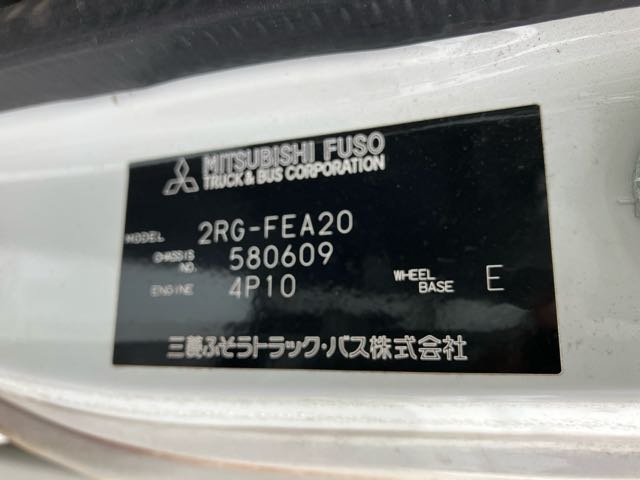 MITSUBISHI FUSO
TRUCK & BUS CORPORATION
MODEL 2RG-FEA20
CHASSIS NO. 580609
ENGINE 4P10 WHEEL BASE E
三菱ふそうトラック・バス株式会社